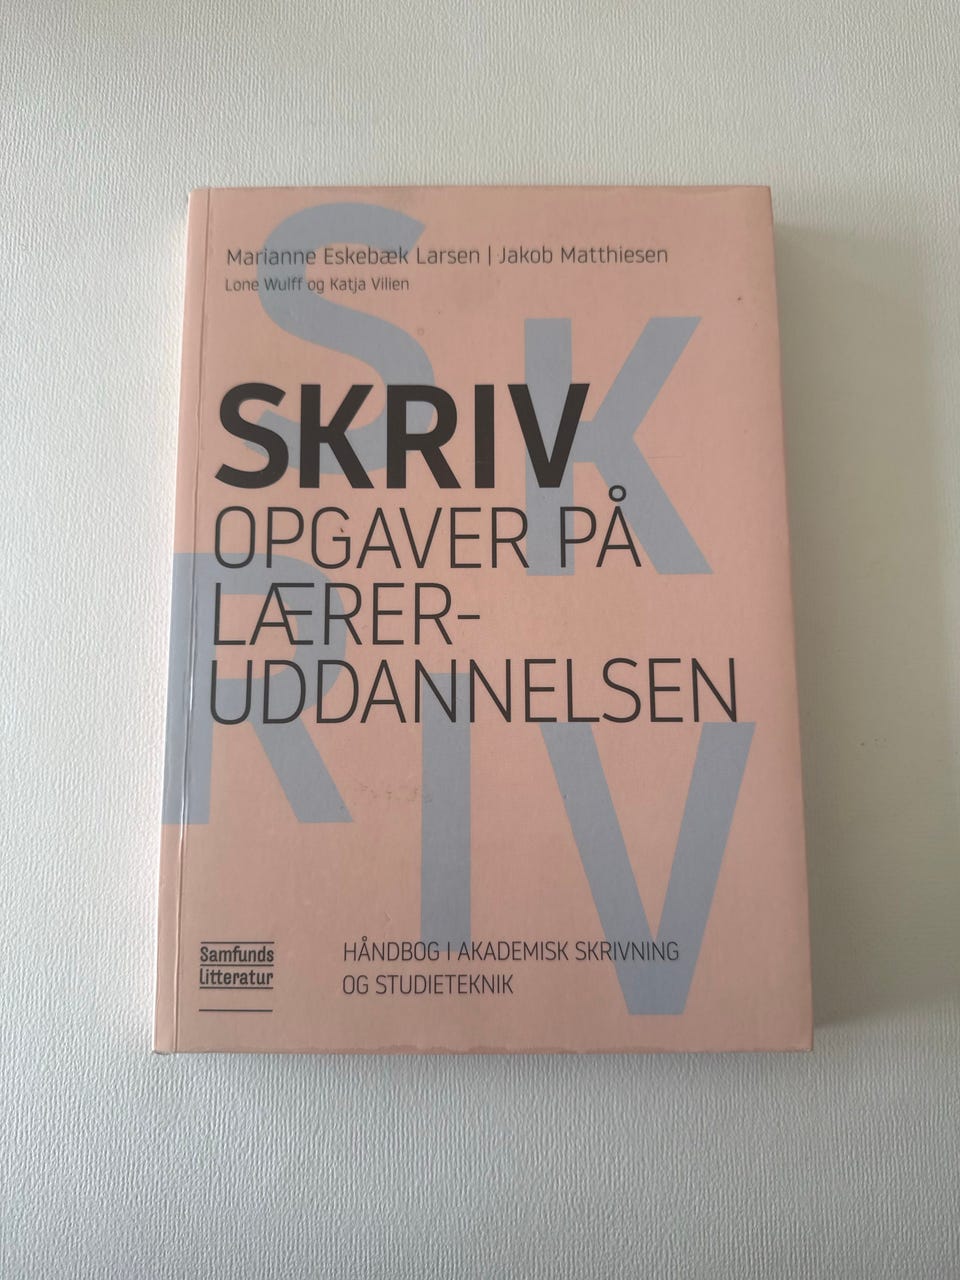 Marianne Eskebæk Larsen | Jakob Matthiesen
Lone Wulff og Katja Vilien
SKRIV
OPGAVER PÅ
LÆRER-
UDDANNELSEN
S
K
R
I
V
HÅNDBOG I AKADEMISK SKRIVNING
OG STUDIETEKNIK
Samfunds
litteratur